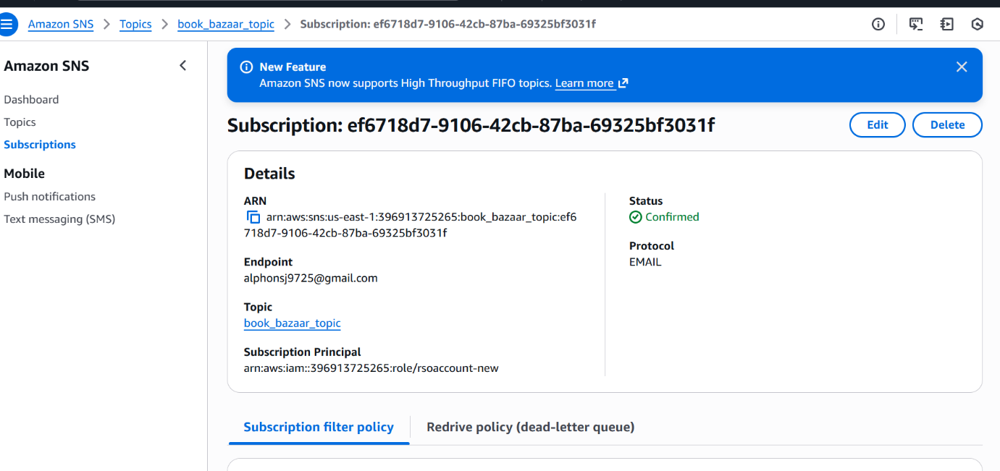 Amazon SNS > Topics > book_bazaar_topic > Subscription: ef6718d7-9106-42cb-87ba-69325bf3031f
Amazon SNS
Dashboard
Topics
Subscriptions
Mobile
Push notifications
Text messaging (SMS)
New Feature
Amazon SNS now supports High Throughput FIFO topics. Learn more
Subscription: ef6718d7-9106-42cb-87ba-69325bf3031f
Edit
Delete
Details
ARN
arn:aws:sns:us-east-1:396913725265:book_bazaar_topic:ef6
718d7-9106-42cb-87ba-69325bf3031f
Endpoint
alphonsj9725@gmail.com
Topic
book_bazaar_topic
Subscription Principal
arn:aws:iam::396913725265:role/rsoaccount-new
Status
Confirmed
Protocol
EMAIL
Subscription filter policy
Redrive policy (dead-letter queue)